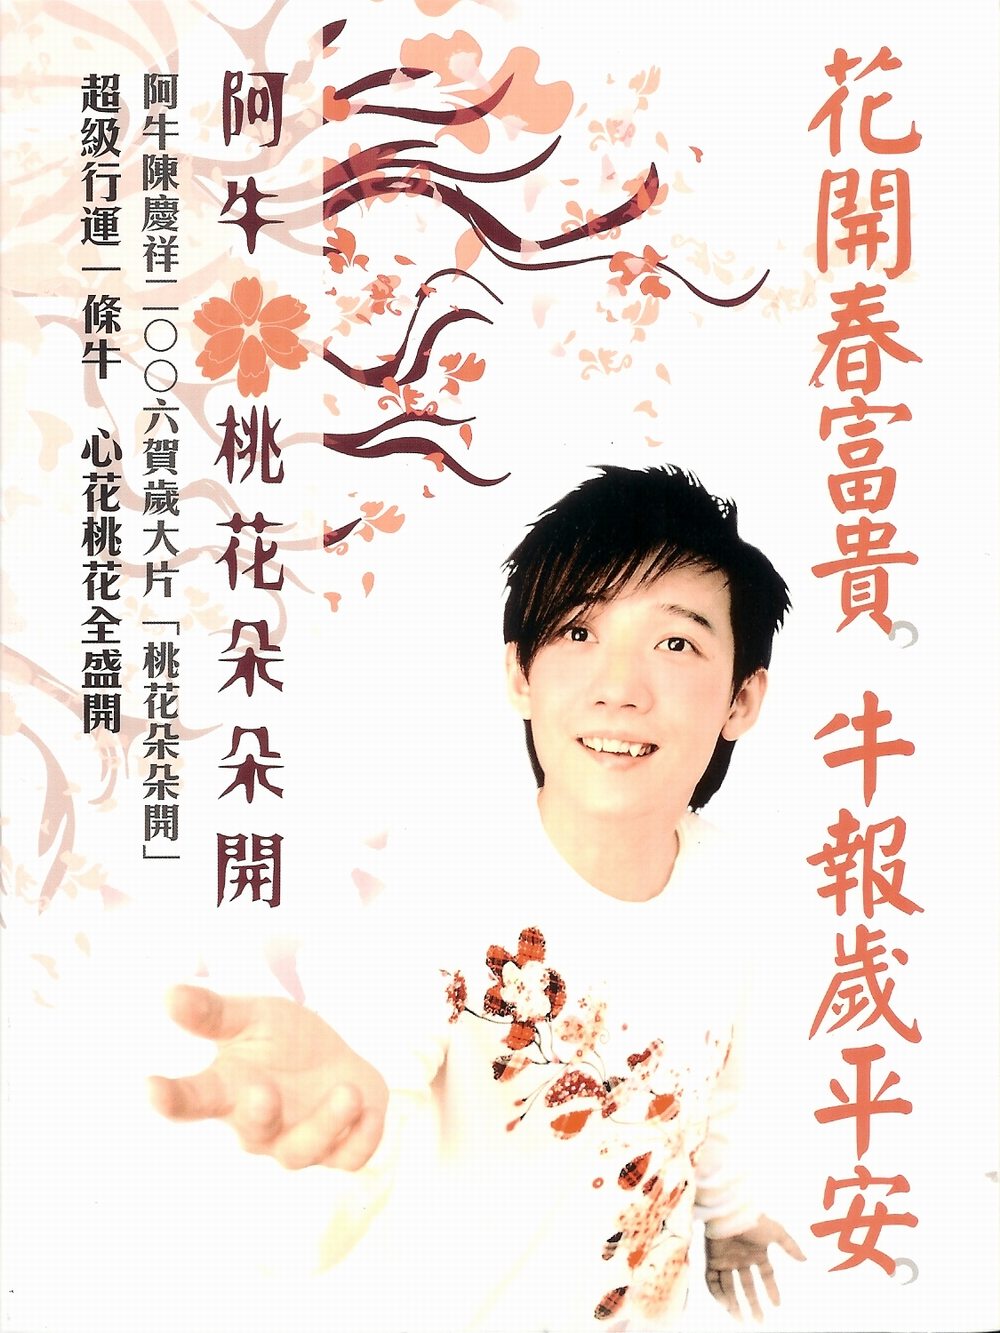 花開春富貴。牛報歲平安。
阿牛桃花朵朵開
阿牛陳慶祥二〇〇六賀歲大片「桃花朵朵開」
超級行運一條牛 心花桃花全盛開